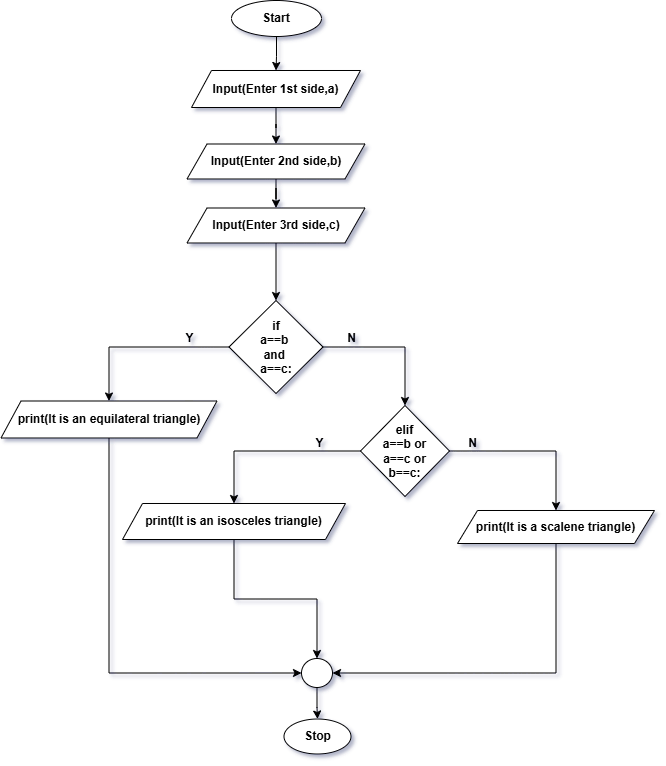 Start
Input(Enter 1st side,a)
Input(Enter 2nd side,b)
Input(Enter 3rd side,c)
if
a==b
and
a==c:
Y
N
print(It is an equilateral triangle)
elif
a==b or
a==c or
b==c:
Y
N
print(It is an isosceles triangle)
print(It is a scalene triangle)
Stop